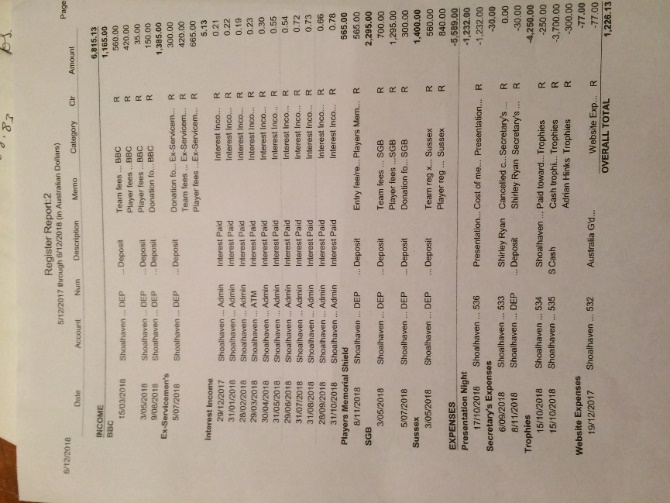 Register Report:2
5/12/2017 through 6/12/2018 (in Australian Dollars)
6/12/2018 Page
Date Account Num Description Memo Category Clr Amount
INCOME 6,815.13
BBC 1,165.00
15/03/2018 Shoalhaven ... DEP ... Deposit Team fees ... BBC R 560.00
Player fees ... BBC R 420.00
3/05/2018 Shoalhaven ... DEP ... Deposit Player fees ... BBC R 35.00
9/06/2018 Shoalhaven ... DEP ... Deposit Donation fo... BBC R 150.00
Ex-Servicemen's 1,385.00
5/07/2018 Shoalhaven ... DEP ... Deposit Donation fo... Ex-Servicem... R 300.00
Team fees ... Ex-Servicem... R 420.00
Player fees ... Ex-Servicem... R 665.00
Interest Income 5.13
29/12/2017 Shoalhaven ... Admin Interest Paid Interest Inco... R 0.21
31/01/2018 Shoalhaven ... Admin Interest Paid Interest Inco... R 0.22
28/02/2018 Shoalhaven ... Admin Interest Paid Interest Inco... R 0.19
29/03/2018 Shoalhaven ... ATM Interest Paid Interest Inco... R 0.23
30/04/2018 Shoalhaven ... Admin Interest Paid Interest Inco... R 0.30
31/05/2018 Shoalhaven ... Admin Interest Paid Interest Inco... R 0.55
29/06/2018 Shoalhaven ... Admin Interest Paid Interest Inco... R 0.54
31/07/2018 Shoalhaven ... Admin Interest Paid Interest Inco... R 0.72
31/08/2018 Shoalhaven ... Admin Interest Paid Interest Inco... R 0.73
28/09/2018 Shoalhaven ... Admin Interest Paid Interest Inco... R 0.66
31/10/2018 Shoalhaven ... Admin Interest Paid Interest Inco... R 0.78
Players Memorial Shield 565.00
8/11/2018 Shoalhaven ... DEP ... Deposit Entry fee/re... Players Mem... R 565.00
SGB 2,295.00
3/05/2018 Shoalhaven ... DEP ... Deposit Team fees ... SGB R 700.00
Player fees ... SGB R 1,295.00
5/07/2018 Shoalhaven ... DEP ... Deposit Donation fo... SGB R 300.00
Sussex 1,400.00
3/05/2018 Shoalhaven ... DEP ... Deposit Team reg x... Sussex R 560.00
Player reg ... Sussex R 840.00
EXPENSES -5,589.00
Presentation Night -1,232.00
17/10/2018 Shoalhaven ... 536 Presentation... Cost of me... Presentation... R -1,232.00
Secretary's Expenses -30.00
6/09/2018 Shoalhaven ... 533 Shirley Ryan Cancelled c... Secretary's ... R 0.00
8/11/2018 Shoalhaven ... DEP ... Deposit Shirley Ryan Secretary's ... R -30.00
Trophies -4,250.00
15/10/2018 Shoalhaven ... 534 Shoalhaven ... Paid toward... Trophies R -250.00
15/10/2018 Shoalhaven ... 535 S Cash Cash trophi... Trophies R -3,700.00
Adrian Hinks Trophies R -300.00
Website Expenses -77.00
19/12/2017 Shoalhaven ... 532 Australia G'd... Website Exp... R -77.00
OVERALL TOTAL 1,226.13